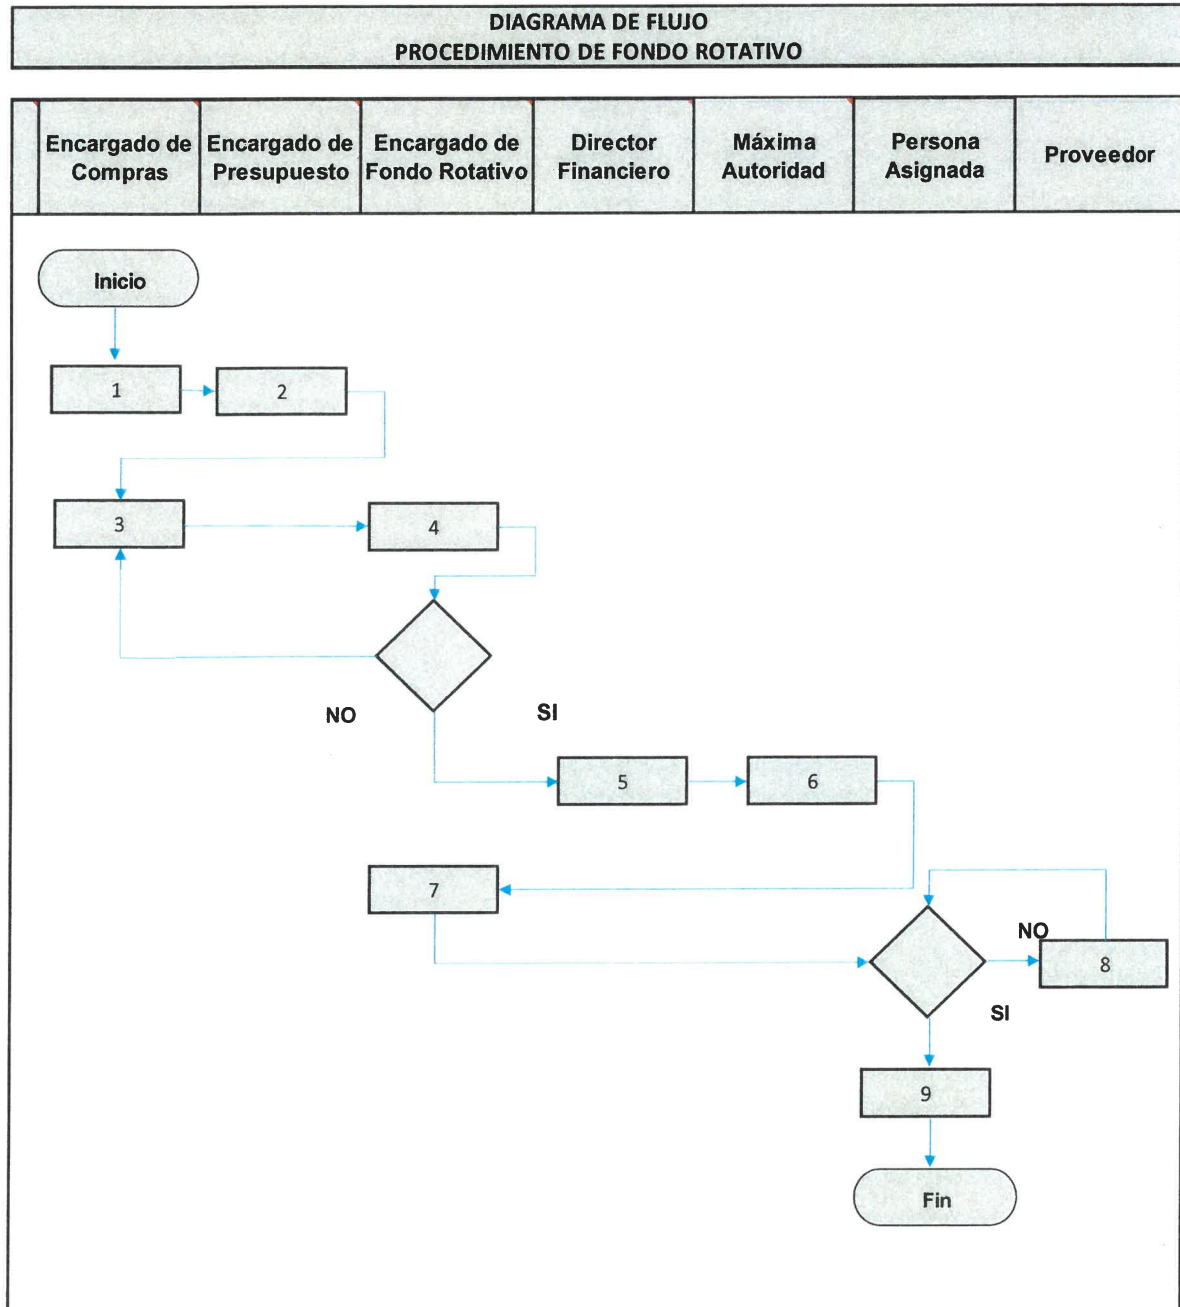 DIAGRAMA DE FLUJO
PROCEDIMIENTO DE FONDO ROTATIVO
Encargado de
Compras
Encargado de
Presupuesto
Encargado de
Fondo Rotativo
Director
Financiero
Máxima
Autoridad
Persona
Asignada
Proveedor
Inicio
1
2
3
4
NO
SI
5
6
7
NO
8
SI
9
Fin